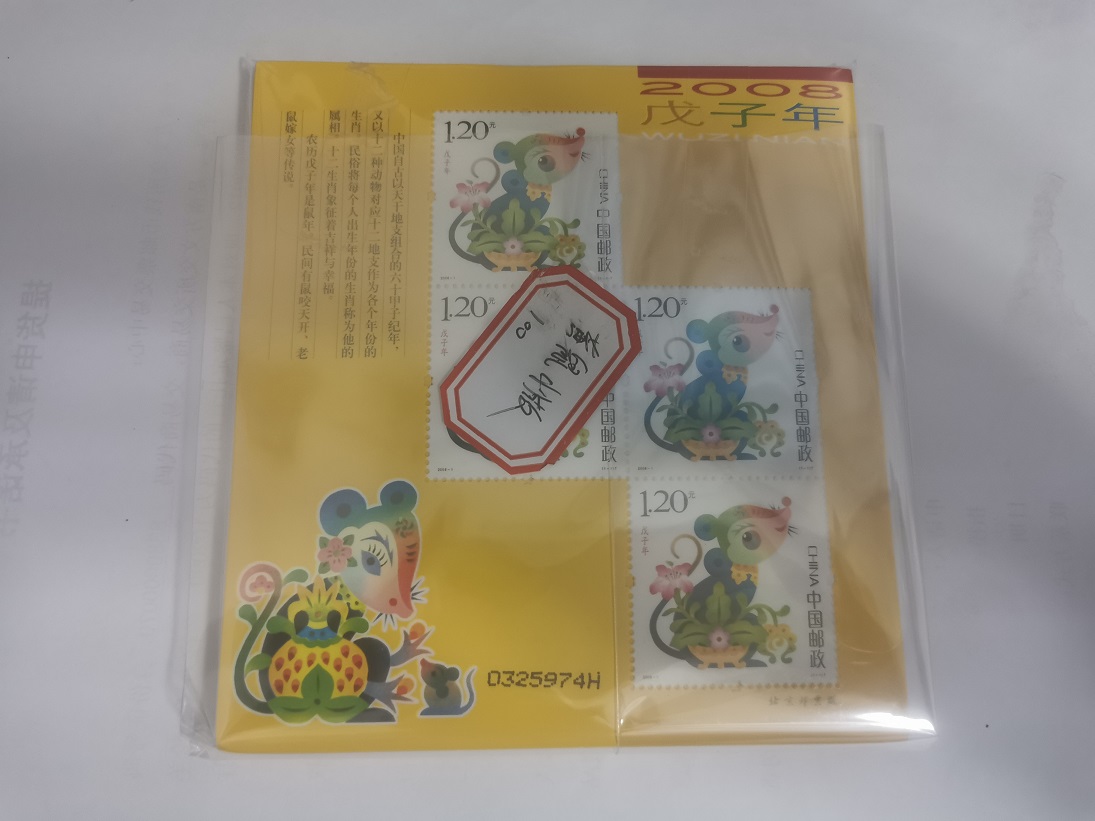 2008
戊子年
WUZINIAN
中国自古以天干地支组合的六十甲子纪年，
又以十二种动物对应十二地支作为各个年份的
生肖。民俗将每个人出生年份的生肖称为他的
属相。十二生肖象征着吉祥与幸福。
农历戊子年是鼠年，民间有鼠咬天开、老
鼠嫁女等传说。
1.20元
戊子年
CHINA 中国邮政
1.20元
戊子年
中国邮政
100
1.20元
戊子年
CHINA 中国邮政
1.20元
戊子年
CHINA 中国邮政
0325974H